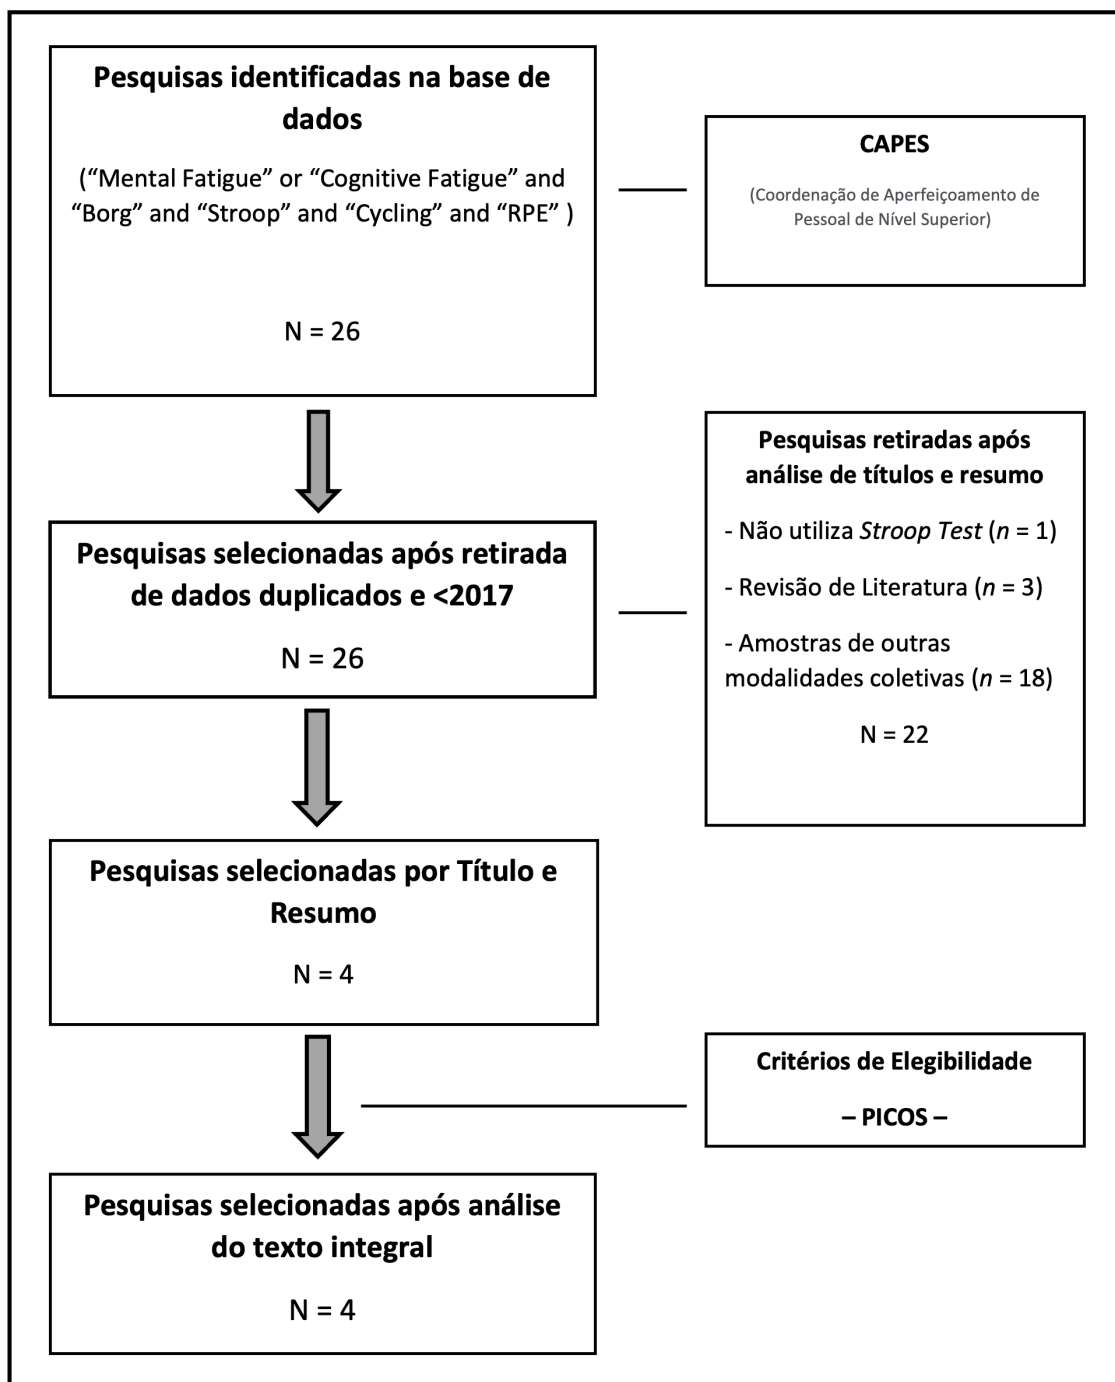 Pesquisas identificadas na base de
dados
(“Mental Fatigue” or “Cognitive Fatigue” and
“Borg” and “Stroop” and “Cycling” and “RPE” )
N = 26
CAPES
(Coordenação de Aperfeiçoamento de
Pessoal de Nível Superior)
Pesquisas selecionadas após retirada
de dados duplicados e <2017
N = 26
Pesquisas retiradas após
análise de títulos e resumo
- Não utiliza Stroop Test (n = 1)
- Revisão de Literatura (n = 3)
- Amostras de outras
modalidades coletivas (n = 18)
N = 22
Pesquisas selecionadas por Título e
Resumo
N = 4
Critérios de Elegibilidade
– PICOS –
Pesquisas selecionadas após análise
do texto integral
N = 4